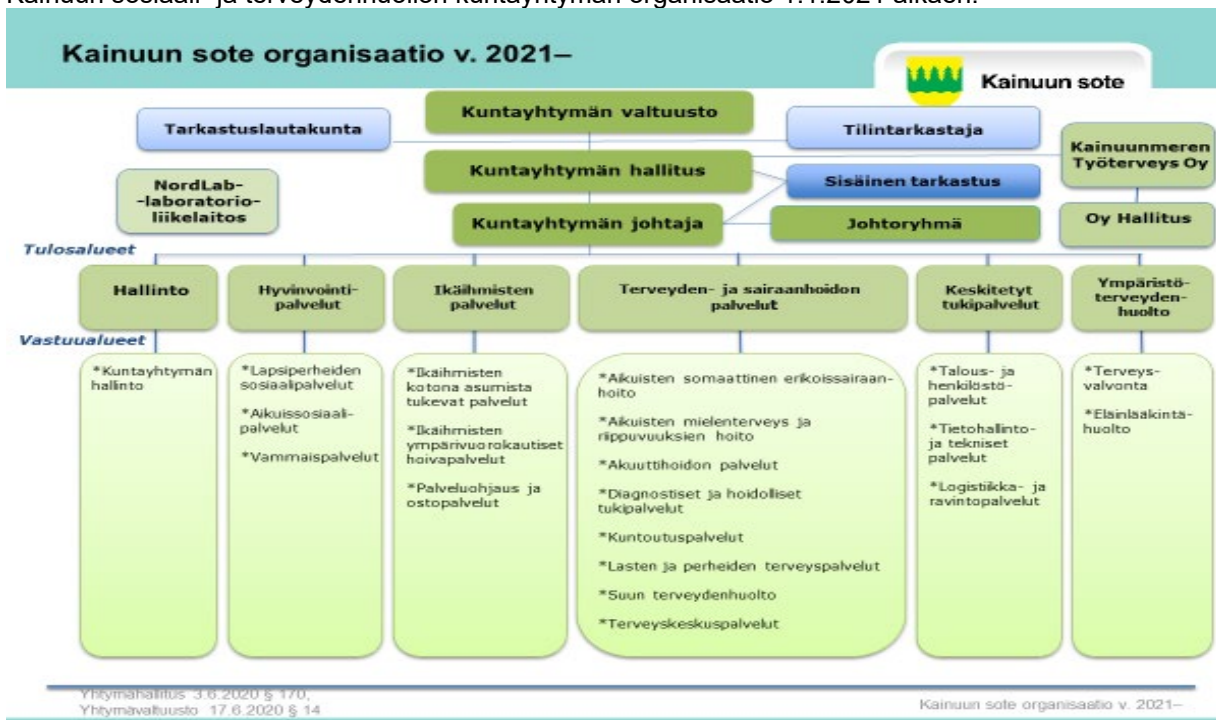 Kainuun sosiaali- ja terveydenhuollon kuntayhtymän organisaatio 1.1.2021 alkaen.
Kainuun sote organisaatio v. 2021–
Kainuun sote
Kuntayhtymän valtuusto
Tarkastuslautakunta
Tilintarkastaja
Kuntayhtymän hallitus
Kainuunmeren
Työterveys Oy
Sisäinen tarkastus
NordLab-
-laboratorio-
liikelaitos
Kuntayhtymän johtaja
Johtoryhmä
Oy Hallitus
Tulosalueet
Hallinto
Hyvinvointi-
palvelut
Ikäihmisten
palvelut
Terveyden- ja sairaanhoidon
palvelut
Keskitetyt
tukipalvelut
Ympäristö-
terveyden-
huolto
Vastuualueet
*Kuntayhtymän
hallinto
*Lapsiperheiden
sosiaalipalvelut
*Aikuissosiaali-
palvelut
*Vammaispalvelut
*Ikäihmisten
kotona asumista
tukevat palvelut
*Ikäihmisten
ympärivuorokautiset
hoivapalvelut
*Palveluohjaus ja
ostopalvelut
*Aikuisten somaattinen erikoissairaan-
hoito
*Aikuisten mielenterveys ja
riippuvuuksien hoito
*Akuuttihoidon palvelut
*Diagnostiset ja hoidolliset
tukipalvelut
*Kuntoutuspalvelut
*Lasten ja perheiden terveyspalvelut
*Suun terveydenhuolto
*Terveyskeskuspalvelut
*Talous- ja
henkilöstö-
palvelut
*Tietohallinto-
ja tekniset
palvelut
*Logistiikka- ja
ravintopalvelut
*Terveys-
valvonta
*Eläinlääkintä-
huolto
Yhtymähallitus 3.6.2020 § 170,
Yhtymävaltuusto 17.6.2020 § 14
Kainuun sote organisaatio v. 2021–